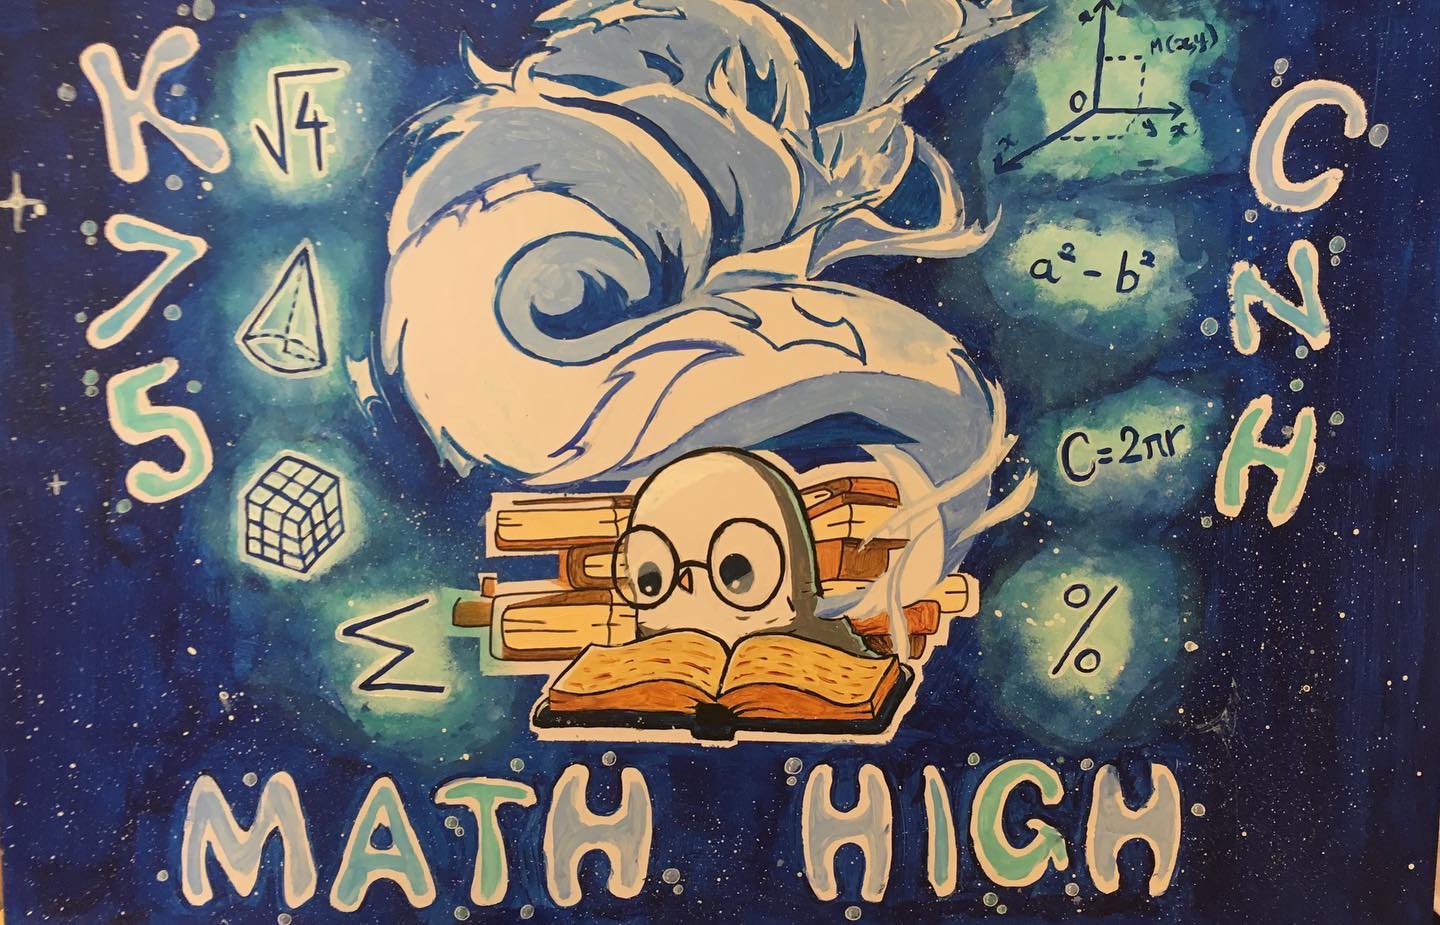 K75
√4
Σ
CNH
z
M(x,y)
O
y x
x
a² - b²
C=2πr
%
MATH HIGH